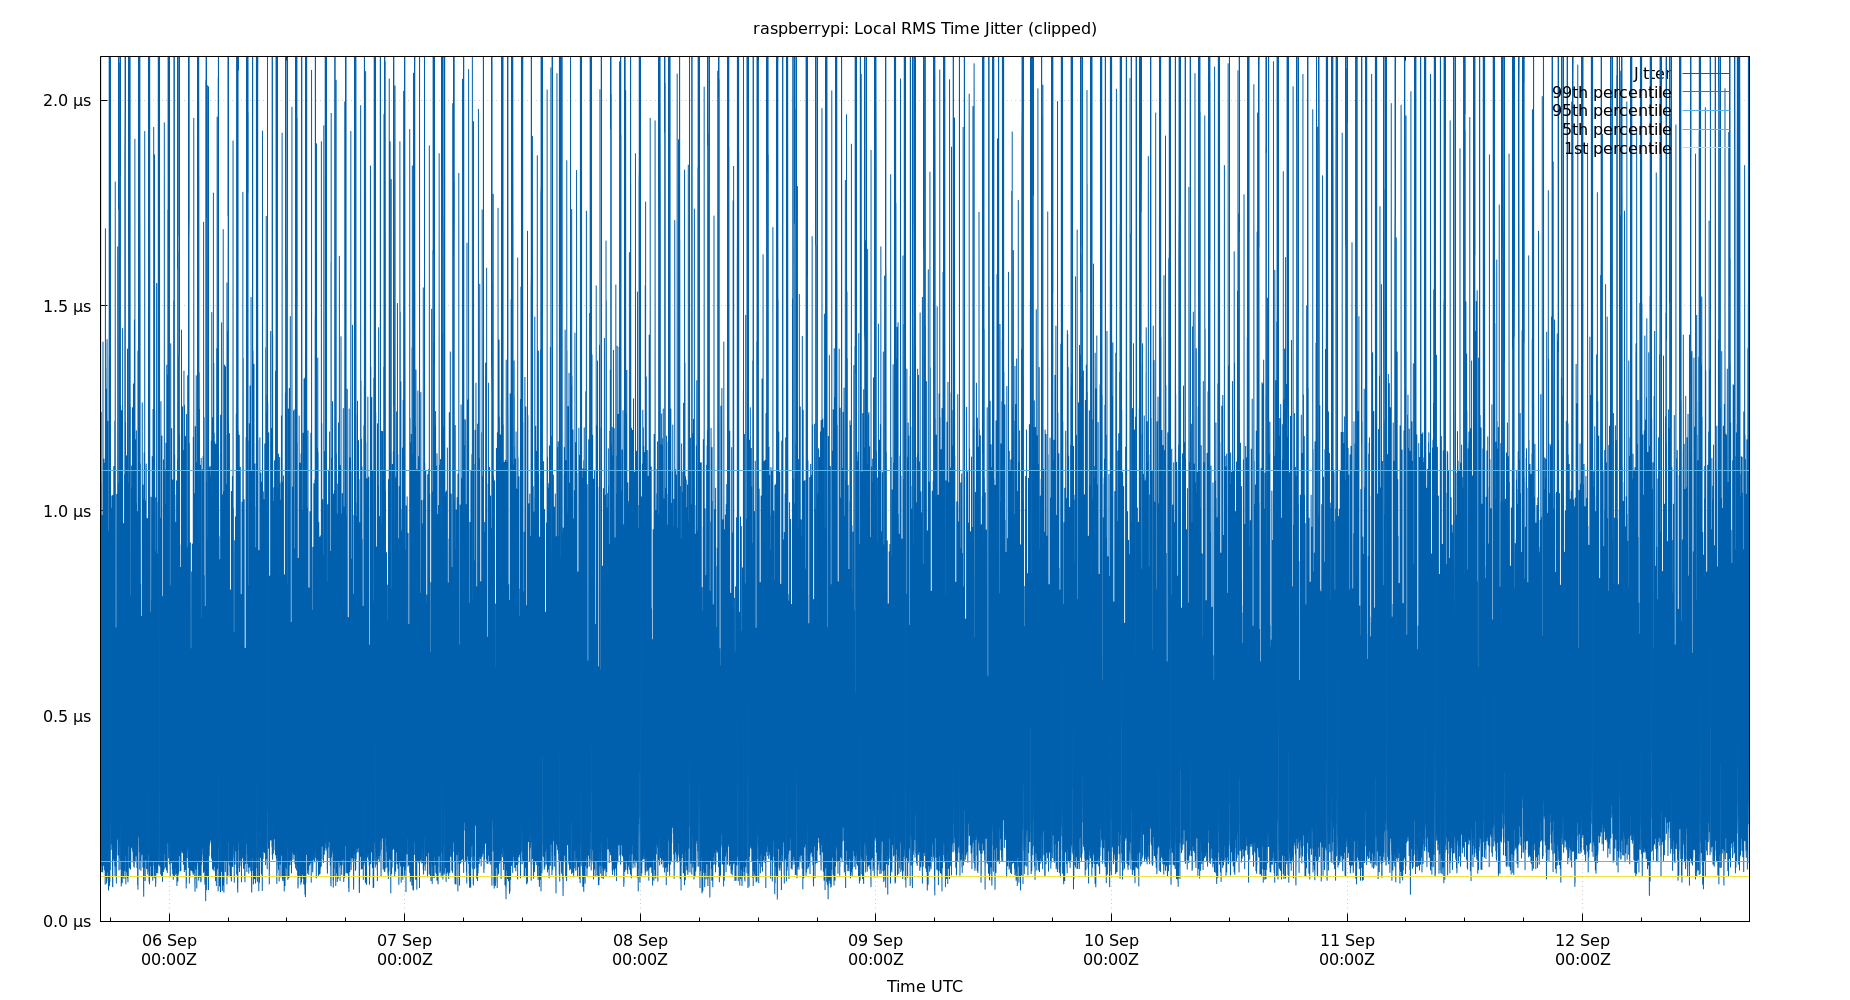 raspberrypi: Local RMS Time Jitter (clipped)
2.0 µs
1.5 µs
1.0 µs
0.5 µs
0.0 µs
Jitter
99th percentile
95th percentile
5th percentile
1st percentile
06 Sep
00:00Z
07 Sep
00:00Z
08 Sep
00:00Z
09 Sep
00:00Z
10 Sep
00:00Z
11 Sep
00:00Z
12 Sep
00:00Z
Time UTC